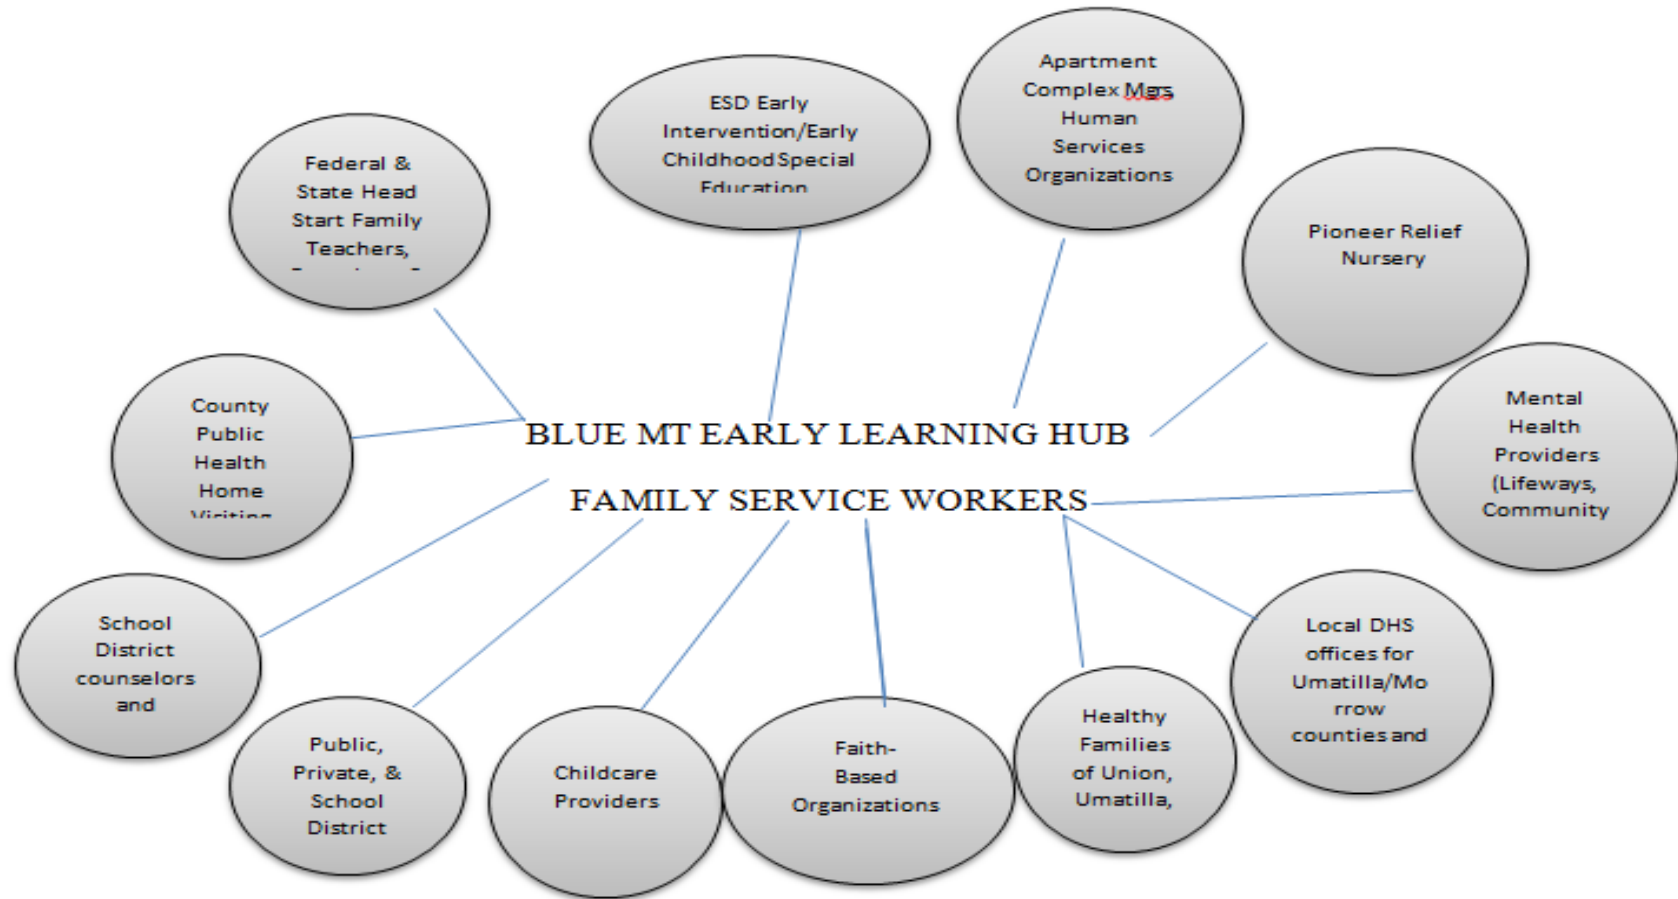 Apartment
Complex Mgrs
Human
Services
Organizations
ESD Early
Intervention/Early
Childhood Special
Education
Federal &
State Head
Start Family
Teachers,
Pioneer Relief
Nursery
County
Public
Health
Home
Visiting
Mental
Health
Providers
(Lifeways,
Community
BLUE MT EARLY LEARNING HUB
FAMILY SERVICE WORKERS
School
District
counselors
and
Local DHS
offices for
Umatilla/Mo
rrow
counties and
Public,
Private, &
School
District
Childcare
Providers
Faith-
Based
Organizations
Healthy
Families
of Union,
Umatilla,